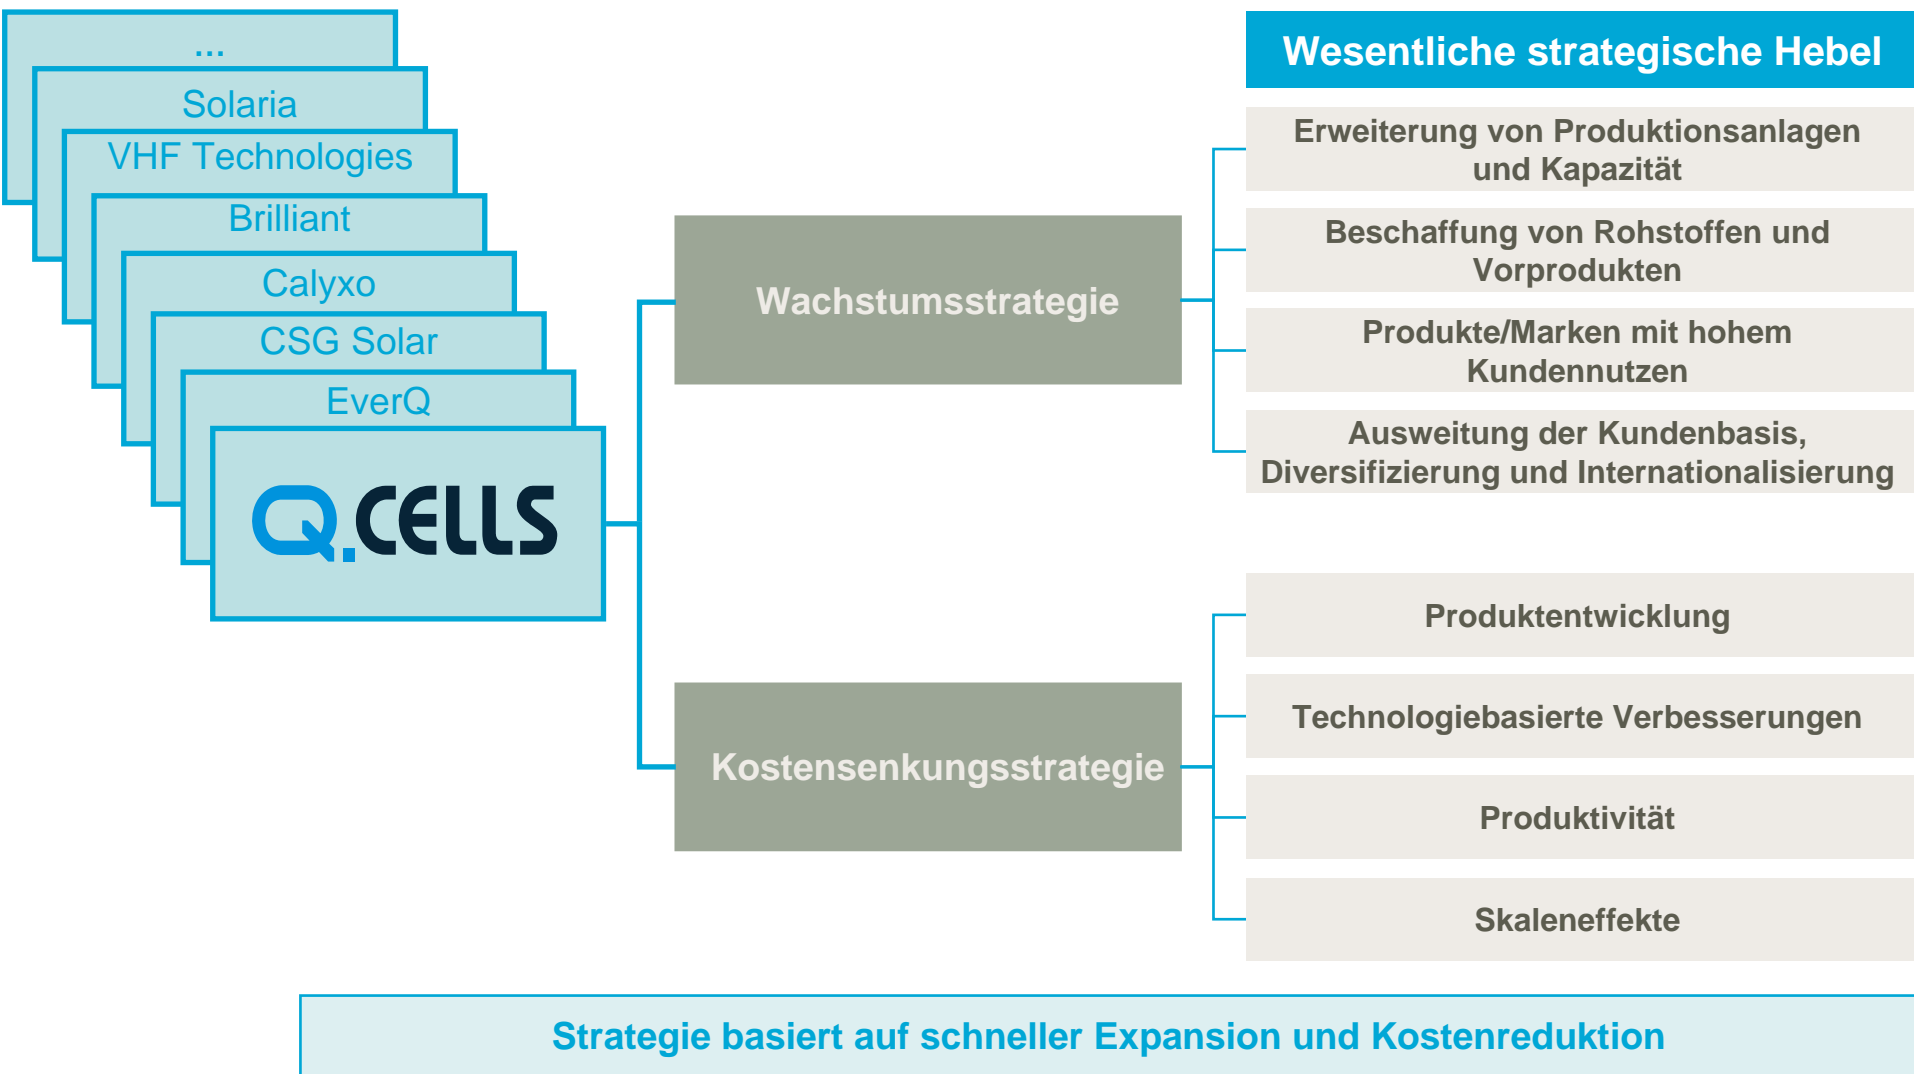 ...
Solaria
VHF Technologies
Brilliant
Calyxo
CSG Solar
EverQ
Q.CELLS
Wachstumsstrategie
Kostensenkungsstrategie
Wesentliche strategische Hebel
Erweiterung von Produktionsanlagen
und Kapazität
Beschaffung von Rohstoffen und
Vorprodukten
Produkte/Marken mit hohem
Kundennutzen
Ausweitung der Kundenbasis,
Diversifizierung und Internationalisierung
Produktentwicklung
Technologiebasierte Verbesserungen
Produktivität
Skaleneffekte
Strategie basiert auf schneller Expansion und Kostenreduktion